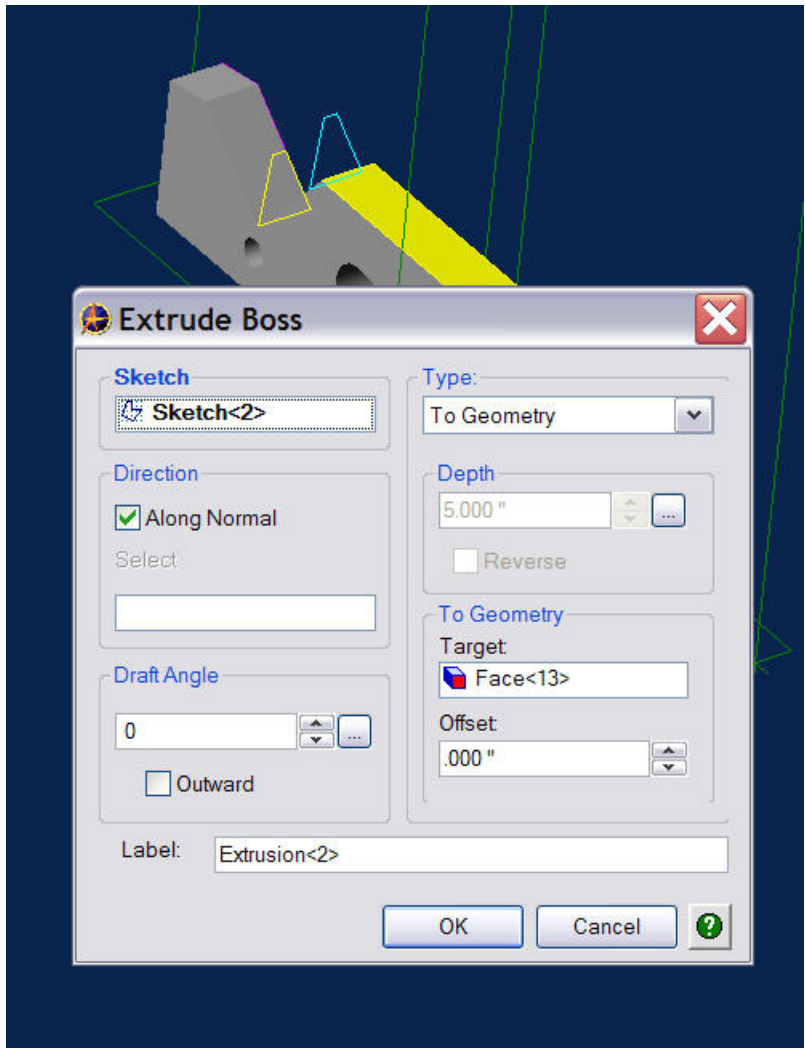 Extrude Boss
Sketch
Sketch<2>
Direction
Along Normal
Select
Draft Angle
0
...
Outward
Type:
To Geometry
Depth
5.000 "
...
Reverse
To Geometry
Target:
Face<13>
Offset:
.000 "
Label:
Extrusion<2>
OK
Cancel
?